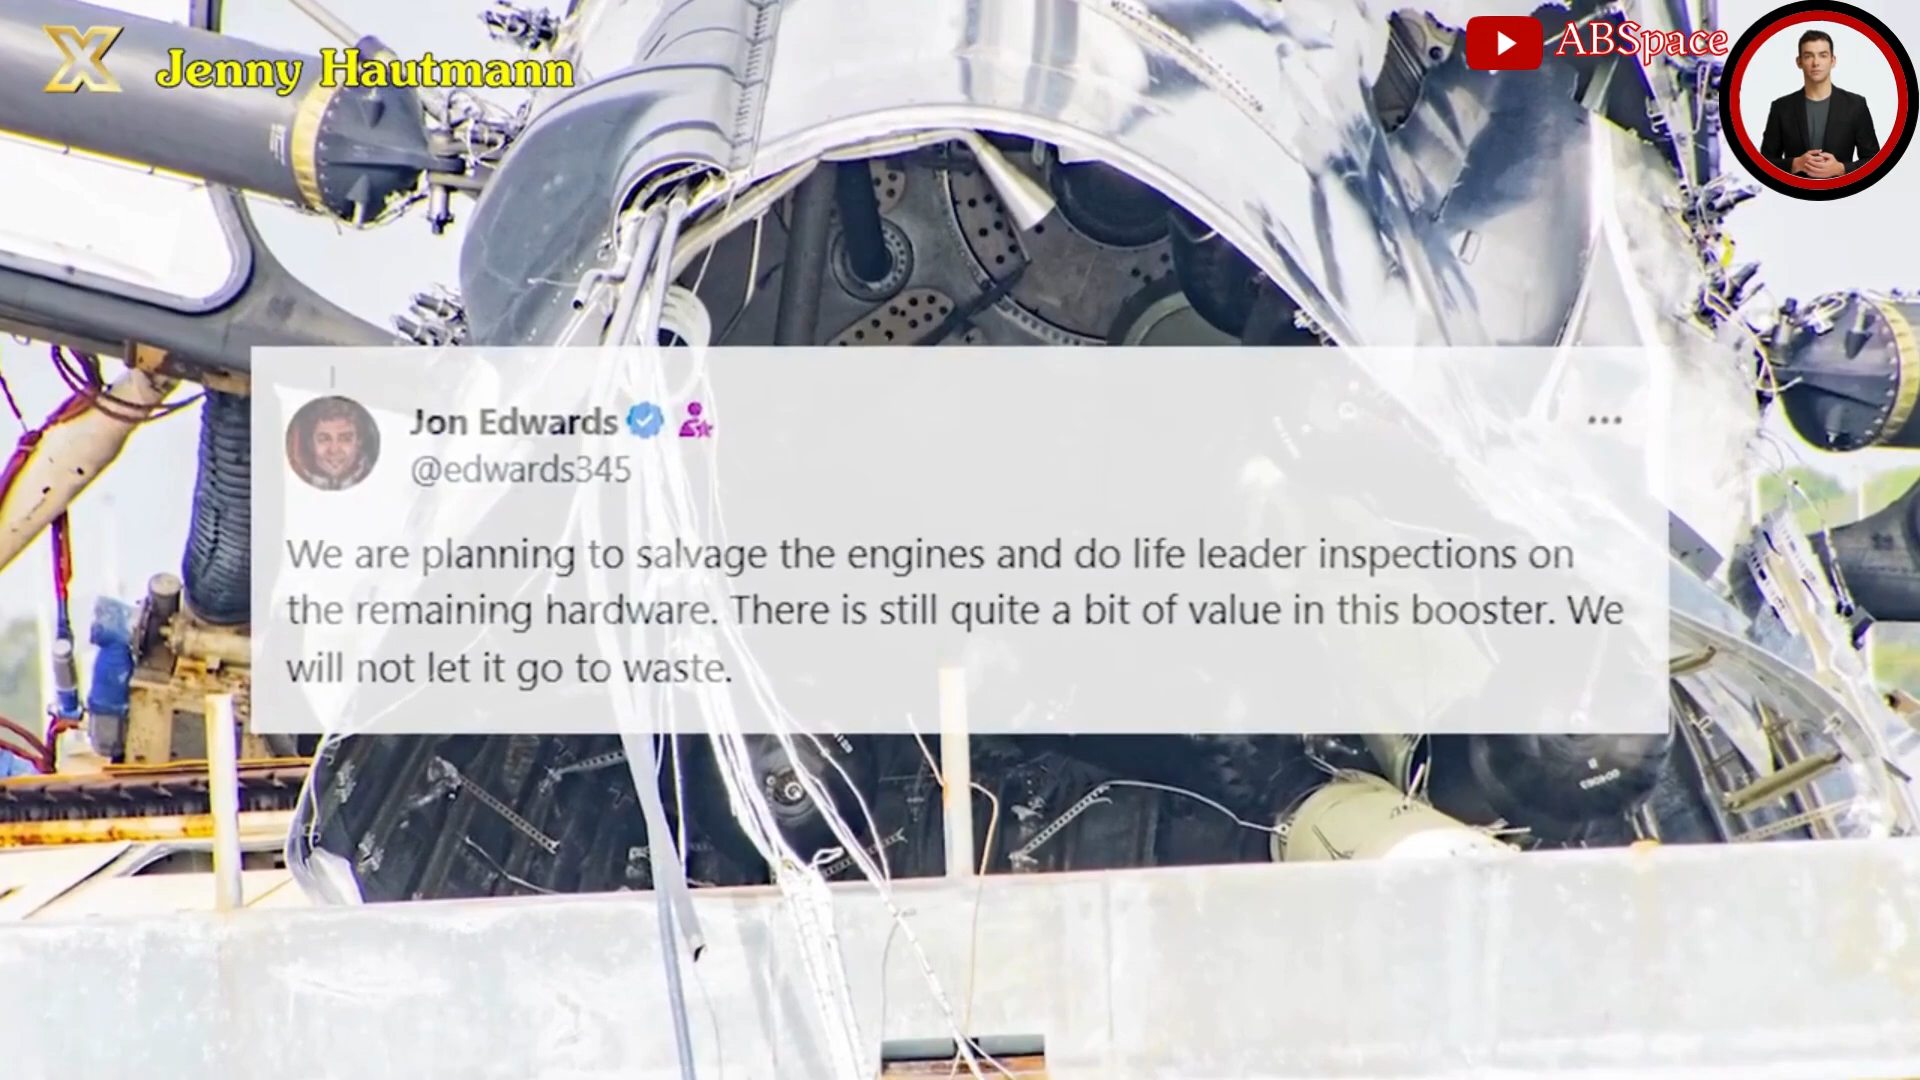 Jenny Hautmann
ABSpace
Jon Edwards
@edwards345
We are planning to salvage the engines and do life leader inspections on
the remaining hardware. There is still quite a bit of value in this booster. We
will not let it go to waste.